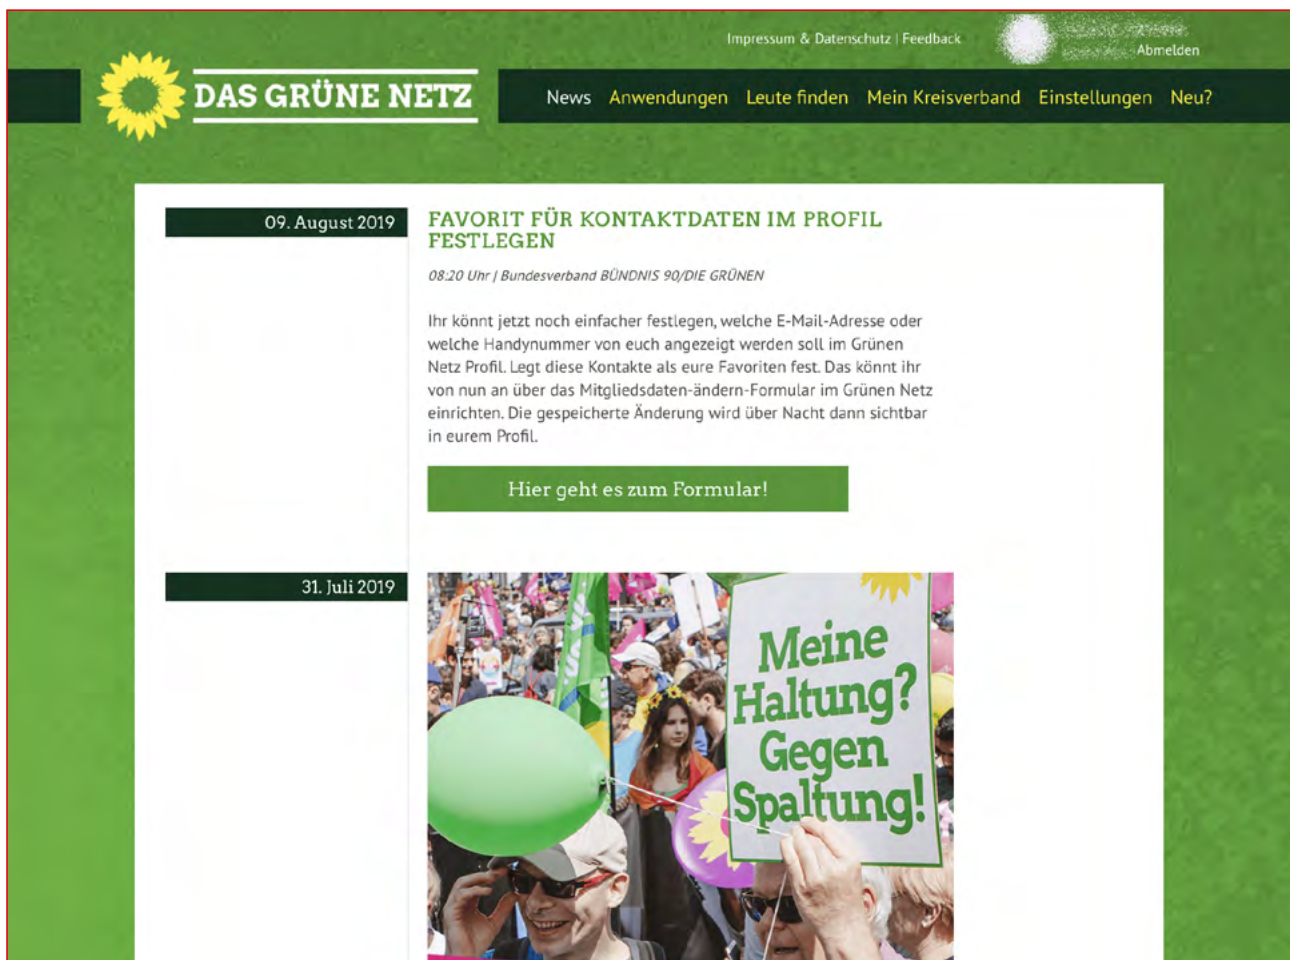 Impressum & Datenschutz | Feedback
Abmelden
DAS GRÜNE NETZ
News Anwendungen Leute finden Mein Kreisverband Einstellungen Neu?
09. August 2019
FAVORIT FÜR KONTAKTDATEN IM PROFIL
FESTLEGEN
08:20 Uhr | Bundesverband BÜNDNIS 90/DIE GRÜNEN
Ihr könnt jetzt noch einfacher festlegen, welche E-Mail-Adresse oder
welche Handynummer von euch angezeigt werden soll im Grünen
Netz Profil. Legt diese Kontakte als eure Favoriten fest. Das könnt ihr
von nun an über das Mitgliedsdaten-ändern-Formular im Grünen Netz
einrichten. Die gespeicherte Änderung wird über Nacht dann sichtbar
in eurem Profil.
Hier geht es zum Formular!
31. Juli 2019
Meine
Haltung?
Gegen
Spaltung!